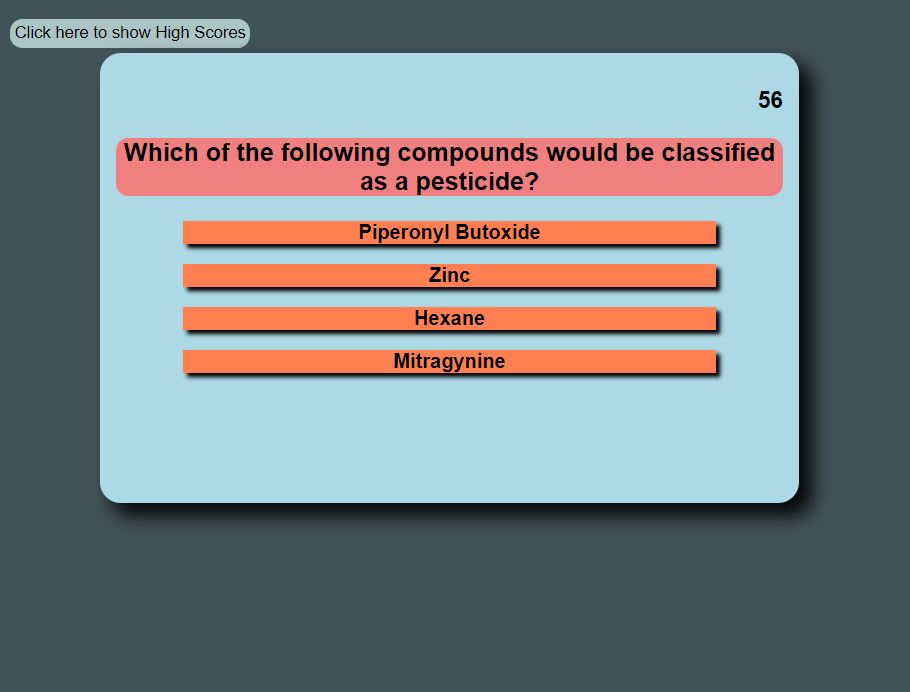 Click here to show High Scores
56
Which of the following compounds would be classified
as a pesticide?
Piperonyl Butoxide
Zinc
Hexane
Mitragynine